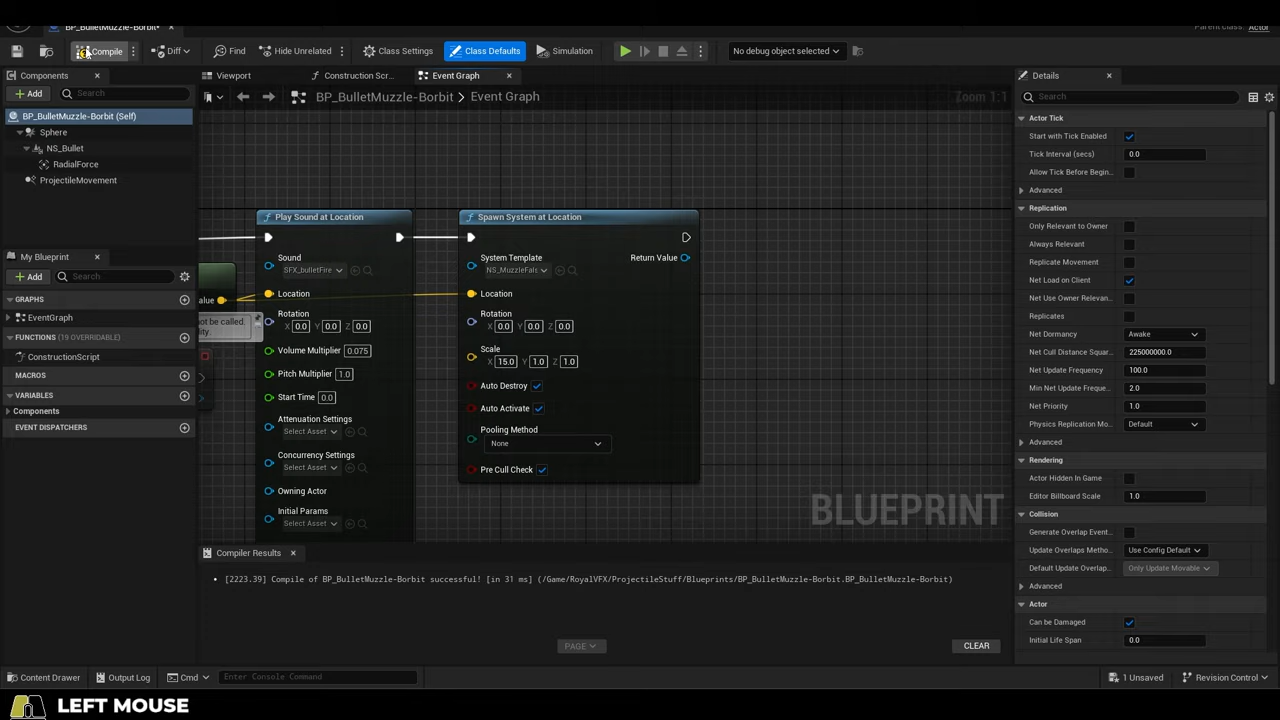 BP_BulletMuzzle-Borbit*
Parent Class: Actor
Compile
Diff
Find
Hide Unrelated
Class Settings
Class Defaults
Simulation
No debug object selected
Components
Add
Search
BP_BulletMuzzle-Borbit (Self)
Sphere
NS_Bullet
RadialForce
ProjectileMovement
My Blueprint
Add
Search
GRAPHS
EventGraph
FUNCTIONS (19 OVERRIDABLE)
ConstructionScript
MACROS
VARIABLES
Components
EVENT DISPATCHERS
Viewport
Construction Scr...
Event Graph
BP_BulletMuzzle-Borbit > Event Graph
Zoom 1:1
Play Sound at Location
Sound
SFX_bulletFire
Location
Rotation
X 0.0 Y 0.0 Z 0.0
Volume Multiplier 0.075
Pitch Multiplier 1.0
Start Time 0.0
Attenuation Settings
Select Asset
Concurrency Settings
Select Asset
Owning Actor
Initial Params
Select Asset
Spawn System at Location
System Template
NS_MuzzleFals
Return Value
Location
Rotation
X 0.0 Y 0.0 Z 0.0
Scale
X 15.0 Y 1.0 Z 1.0
Auto Destroy
Auto Activate
Pooling Method
None
Pre Cull Check
alue
not be called.
lity.
BLUEPRINT
Compiler Results
[2223.39] Compile of BP_BulletMuzzle-Borbit successful! [in 31 ms] (/Game/RoyalVFX/ProjectileStuff/Blueprints/BP_BulletMuzzle-Borbit.BP_BulletMuzzle-Borbit)
PAGE
CLEAR
Details
Search
Actor Tick
Start with Tick Enabled
Tick Interval (secs) 0.0
Allow Tick Before Begin...
Advanced
Replication
Only Relevant to Owner
Always Relevant
Replicate Movement
Net Load on Client
Net Use Owner Relevan...
Replicates
Net Dormancy Awake
Net Cull Distance Squar... 225000000.0
Net Update Frequency 100.0
Min Net Update Freque... 2.0
Net Priority 1.0
Physics Replication Mo... Default
Advanced
Rendering
Actor Hidden In Game
Editor Billboard Scale 1.0
Collision
Generate Overlap Event...
Update Overlaps Metho... Use Config Default
Default Update Overlap... Only Update Movable
Advanced
Actor
Can be Damaged
Initial Life Span 0.0
Content Drawer
Output Log
Cmd
Enter Console Command
1 Unsaved
Revision Control
LEFT MOUSE